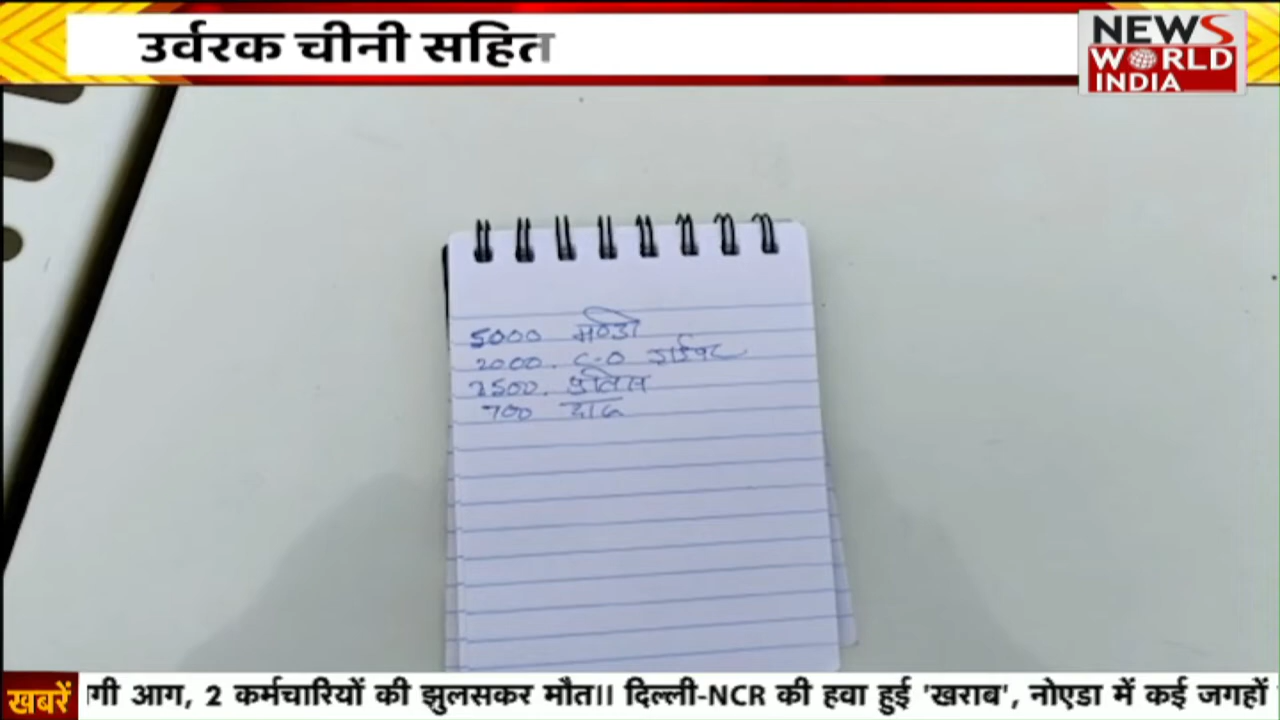 उर्वरक चीनी सहित
NEWS
WORLD
INDIA
5000 मण्डी
2000. C-O
2500. पुलिस
700
खबरें
गी आग, 2 कर्मचारियों की झुलसकर मौत।। दिल्ली-NCR की हवा हुई 'खराब', नोएडा में कई जगहों